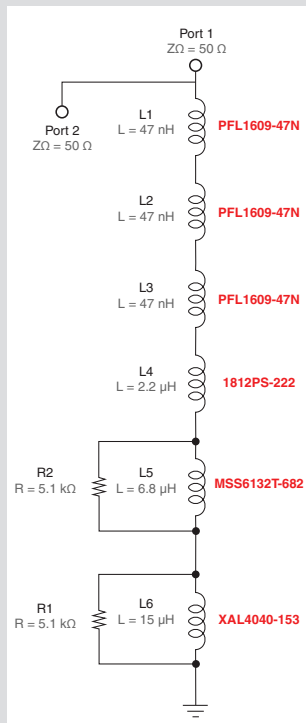 Port 1
ZΩ = 50 Ω
Port 2
ZΩ = 50 Ω
L1
L = 47 nH
PFL1609-47N
L2
L = 47 nH
PFL1609-47N
L3
L = 47 nH
PFL1609-47N
L4
L = 2.2 µH
1812PS-222
R2
R = 5.1 kΩ
L5
L = 6.8 µH
MSS6132T-682
R1
R = 5.1 kΩ
L6
L = 15 µH
XAL4040-153